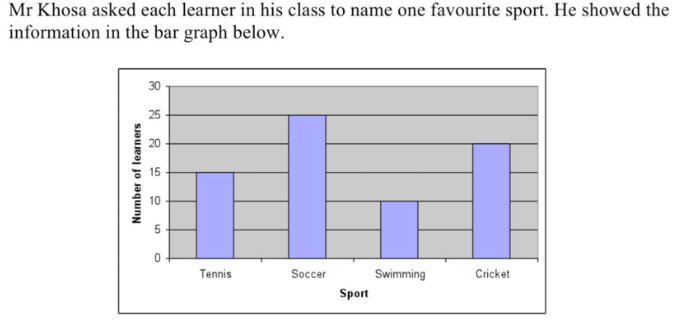 Mr Khosa asked each learner in his class to name one favourite sport. He showed the
information in the bar graph below.
30
25
20
15
10
5
0
Number of learners
Tennis
Soccer
Swimming
Cricket
Sport